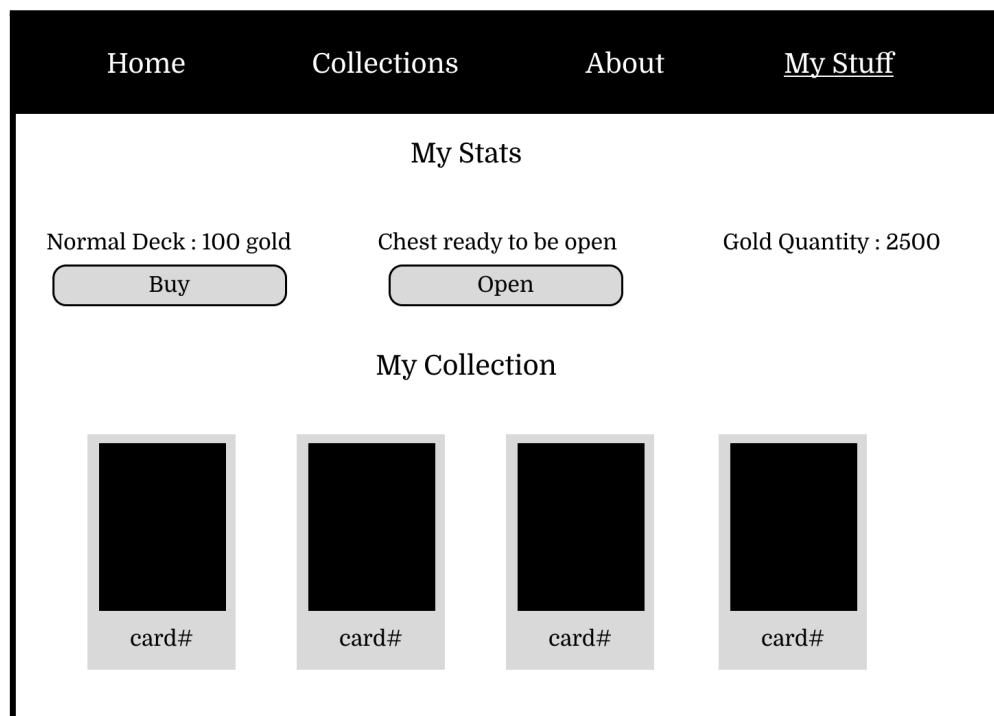 Home Collections About My Stuff
My Stats
Normal Deck : 100 gold Chest ready to be open Gold Quantity : 2500
Buy Open
My Collection
card# card# card# card#